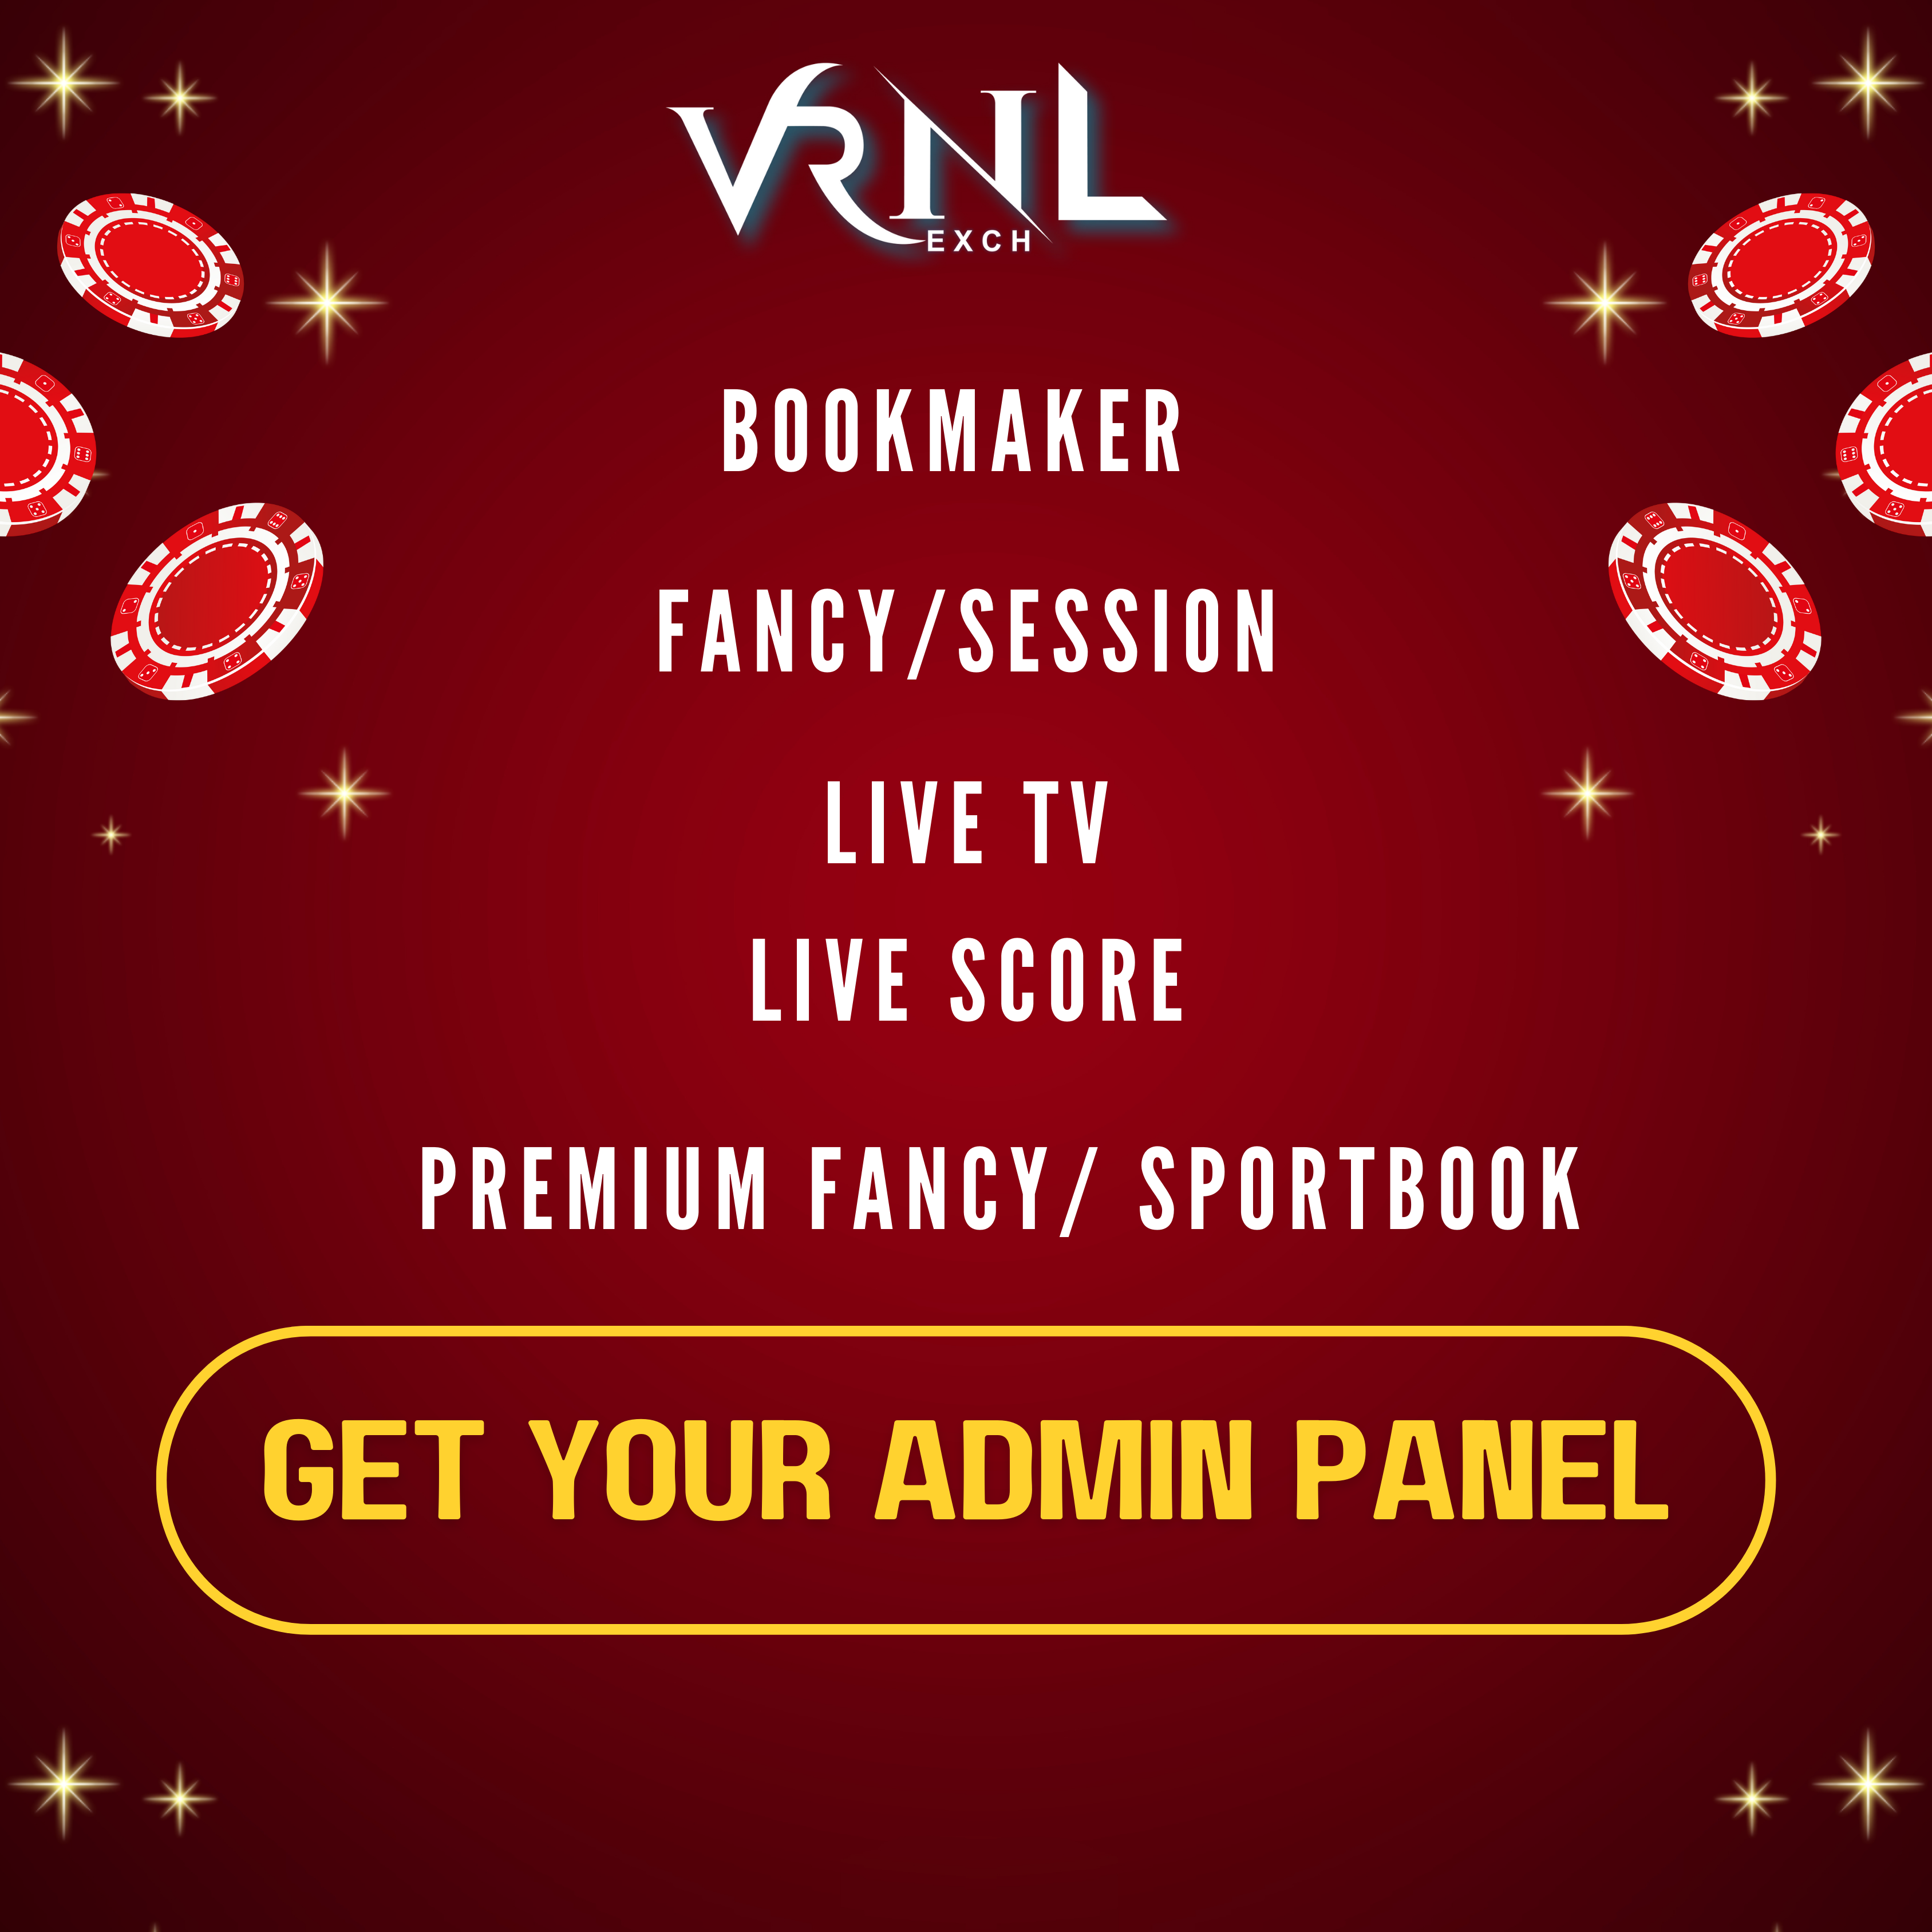 VRNL
EXCH
BOOKMAKER
FANCY/SESSION
LIVE TV
LIVE SCORE
PREMIUM FANCY/ SPORTBOOK
GET YOUR ADMIN PANEL